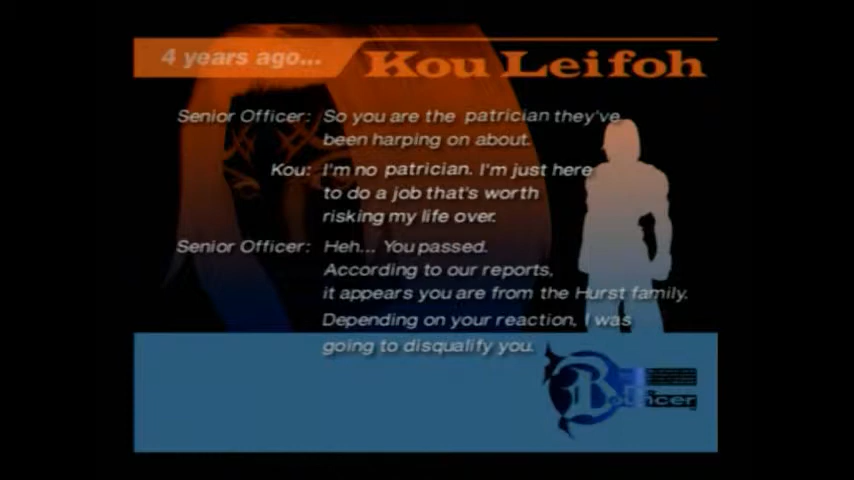 4 years ago...
Kou Leifoh
Senior Officer: So you are the patrician they've
been harping on about.
Kou: I'm no patrician. I'm just here
to do a job that's worth
risking my life over.
Senior Officer: Heh... You passed.
According to our reports,
it appears you are from the Hurst family.
Depending on your reaction, I was
going to disqualify you.
Bouncer